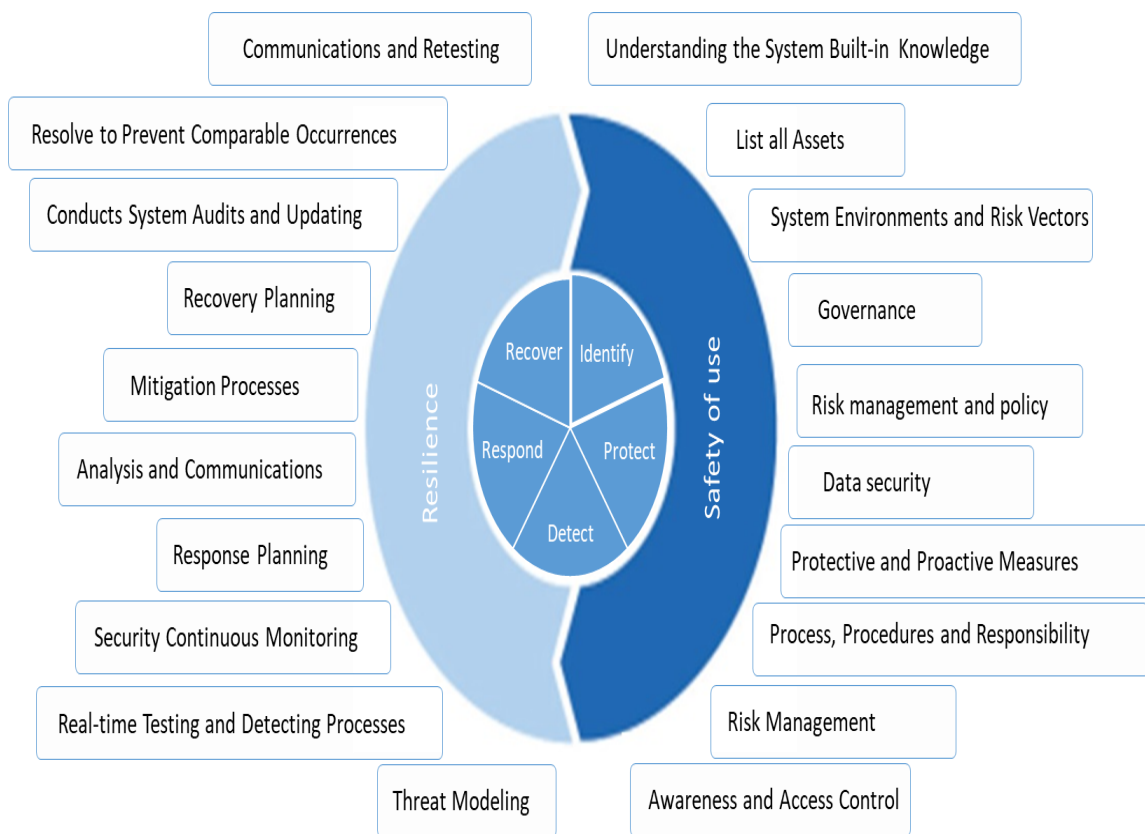 Communications and Retesting
Understanding the System Built-in Knowledge
Resolve to Prevent Comparable Occurrences
List all Assets
Conducts System Audits and Updating
System Environments and Risk Vectors
Recovery Planning
Governance
Mitigation Processes
Risk management and policy
Analysis and Communications
Data security
Response Planning
Protective and Proactive Measures
Security Continuous Monitoring
Process, Procedures and Responsibility
Real-time Testing and Detecting Processes
Risk Management
Threat Modeling
Awareness and Access Control
Resilience
Safety of use
Recover
Identify
Respond
Protect
Detect